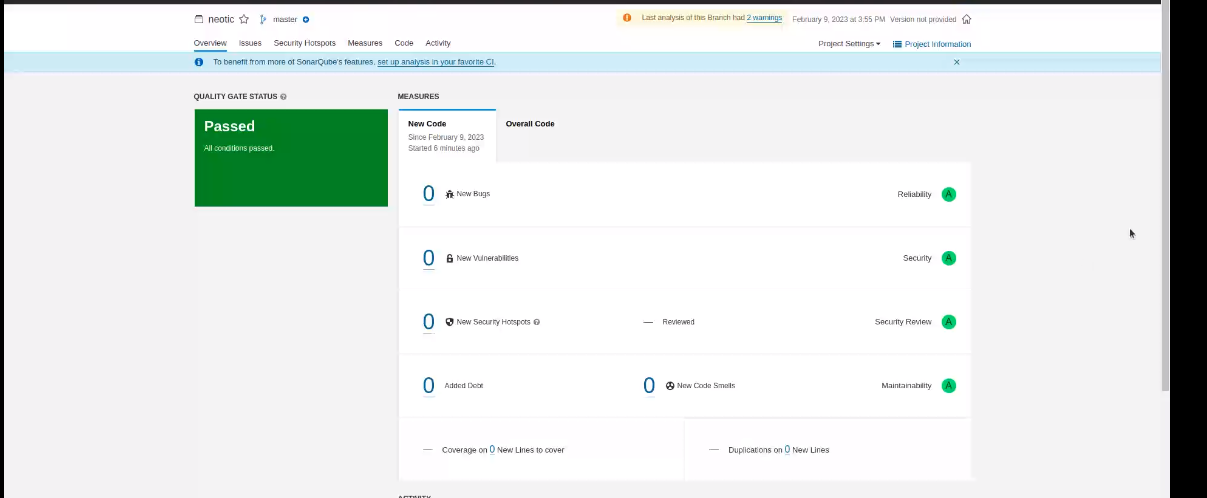 neotic master Last analysis of this Branch had 2 warnings February 9, 2023 at 3:55 PM Version not provided
Overview Issues Security Hotspots Measures Code Activity Project Settings Project Information
To benefit from more of SonarQube's features, set up analysis in your favorite CI.
QUALITY GATE STATUS
Passed
All conditions passed.
MEASURES
New Code
Since February 9, 2023
Started 6 minutes ago
Overall Code
0 New Bugs Reliability A
0 New Vulnerabilities Security A
0 New Security Hotspots — Reviewed Security Review A
0 Added Debt 0 New Code Smells Maintainability A
— Coverage on 0 New Lines to cover — Duplications on 0 New Lines
ACTIVITY